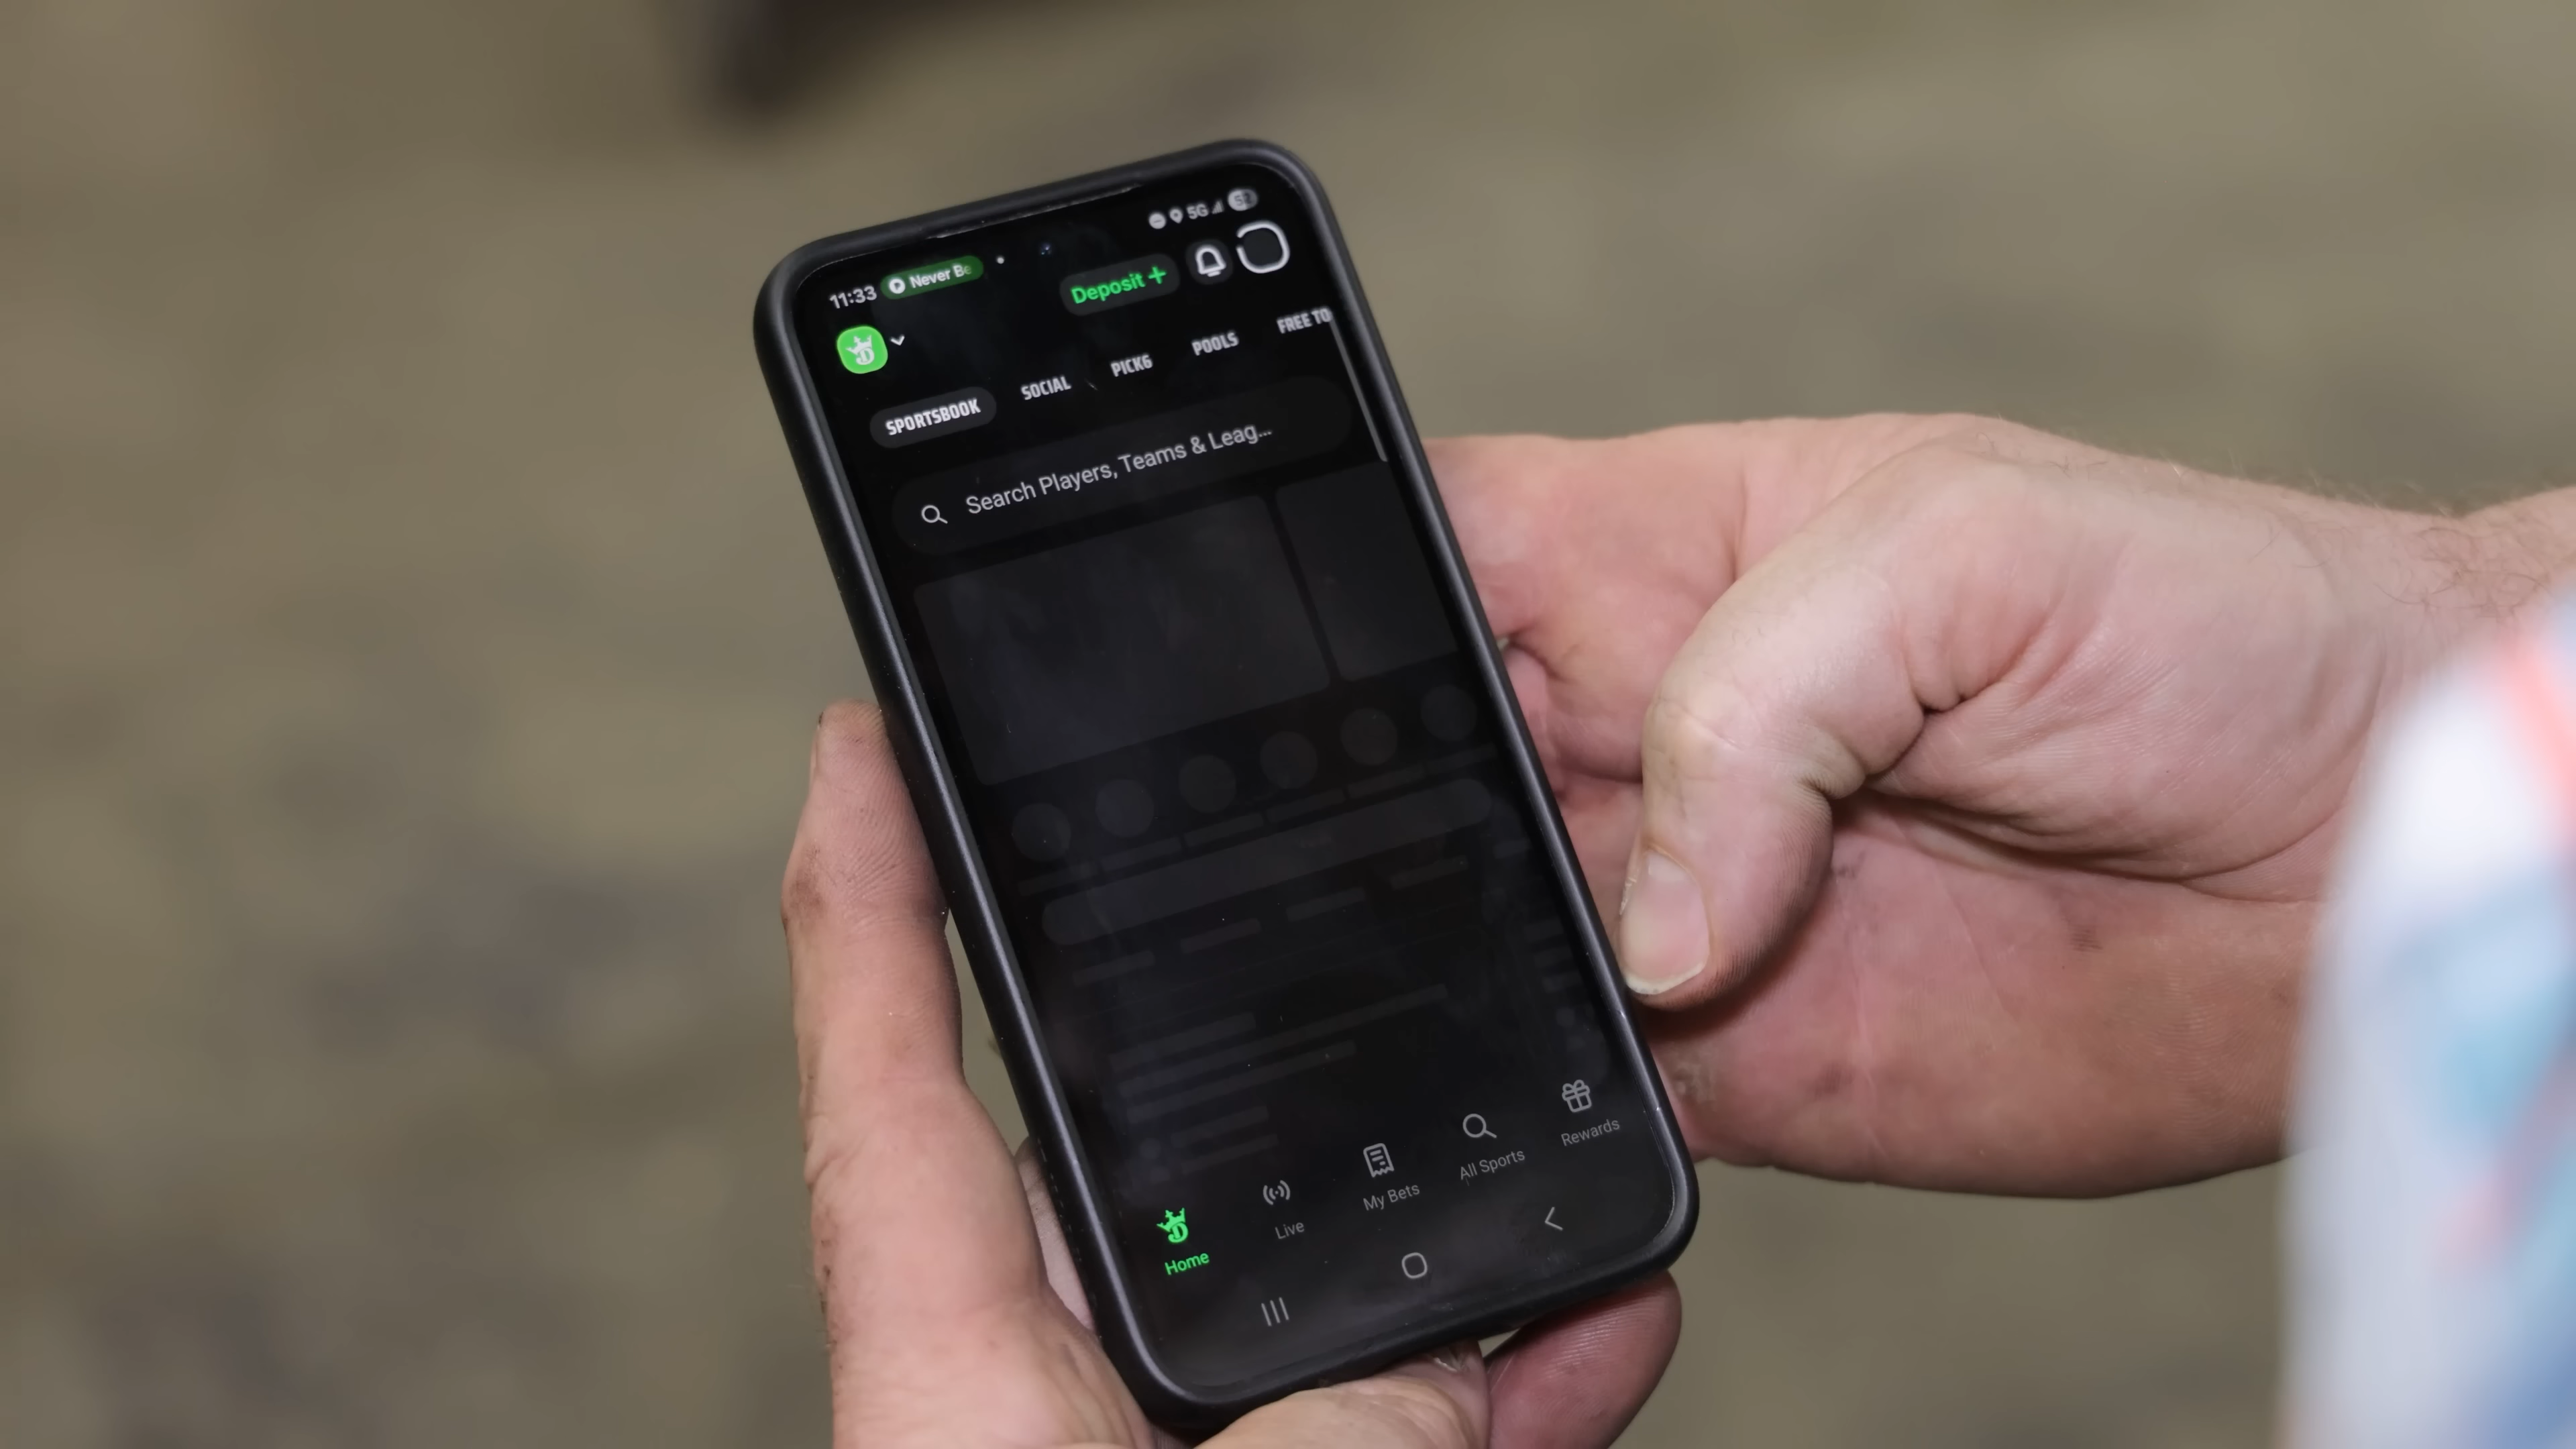 11:33 Never Be
5G 52
Deposit +
SPORTSBOOK SOCIAL PICK6 POOLS FREE TO
Search Players, Teams & Leag...
Home Live My Bets All Sports Rewards